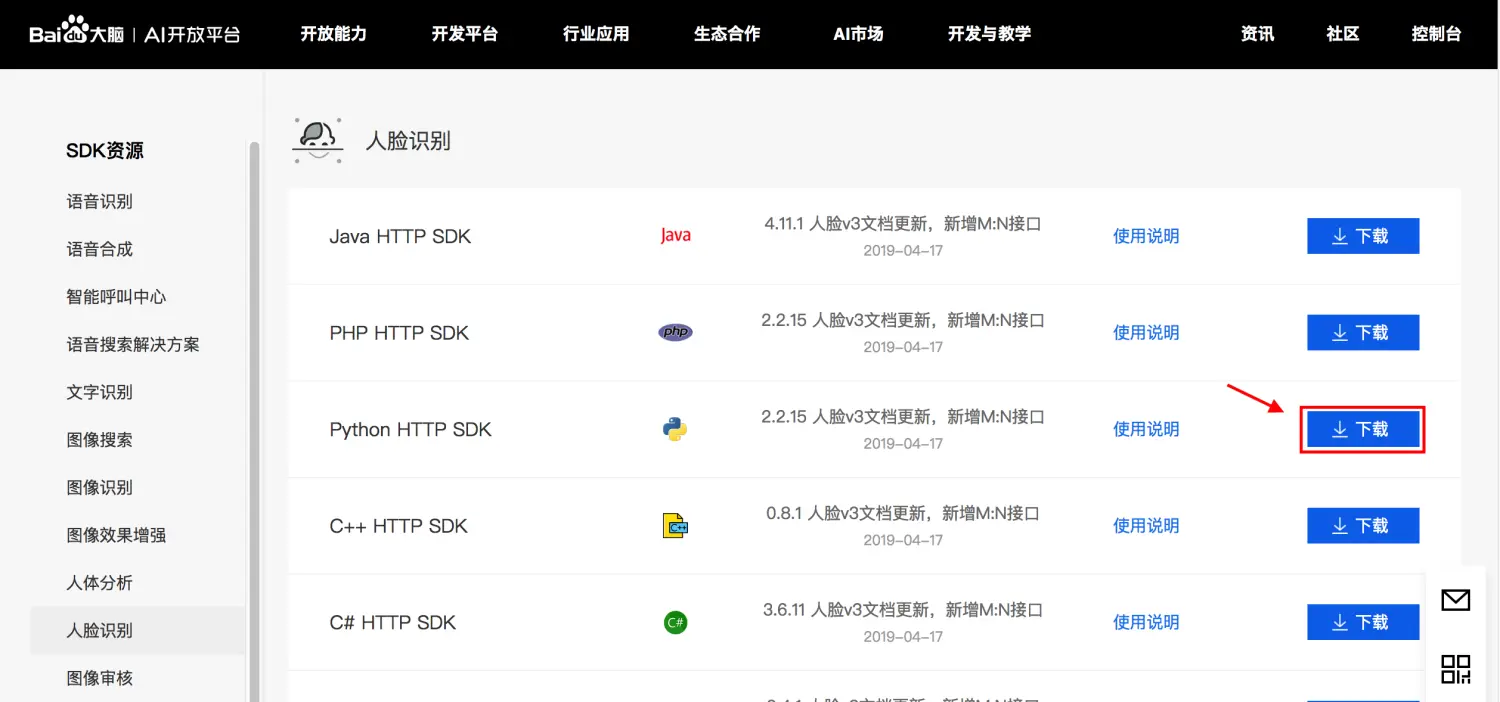 Bai du 大脑 | AI开放平台 开放能力 开发平台 行业应用 生态合作 AI市场 开发与教学 资讯 社区 控制台
SDK资源
语音识别
语音合成
智能呼叫中心
语音搜索解决方案
文字识别
图像搜索
图像识别
图像效果增强
人体分析
人脸识别
图像审核
人脸识别
Java HTTP SDK Java 4.11.1 人脸v3文档更新，新增M:N接口 使用说明 下载
2019-04-17
PHP HTTP SDK php 2.2.15 人脸v3文档更新，新增M:N接口 使用说明 下载
2019-04-17
Python HTTP SDK 2.2.15 人脸v3文档更新，新增M:N接口 使用说明 下载
2019-04-17
C++ HTTP SDK C++ 0.8.1 人脸v3文档更新，新增M:N接口 使用说明 下载
2019-04-17
C# HTTP SDK C# 3.6.11 人脸v3文档更新，新增M:N接口 使用说明 下载
2019-04-17